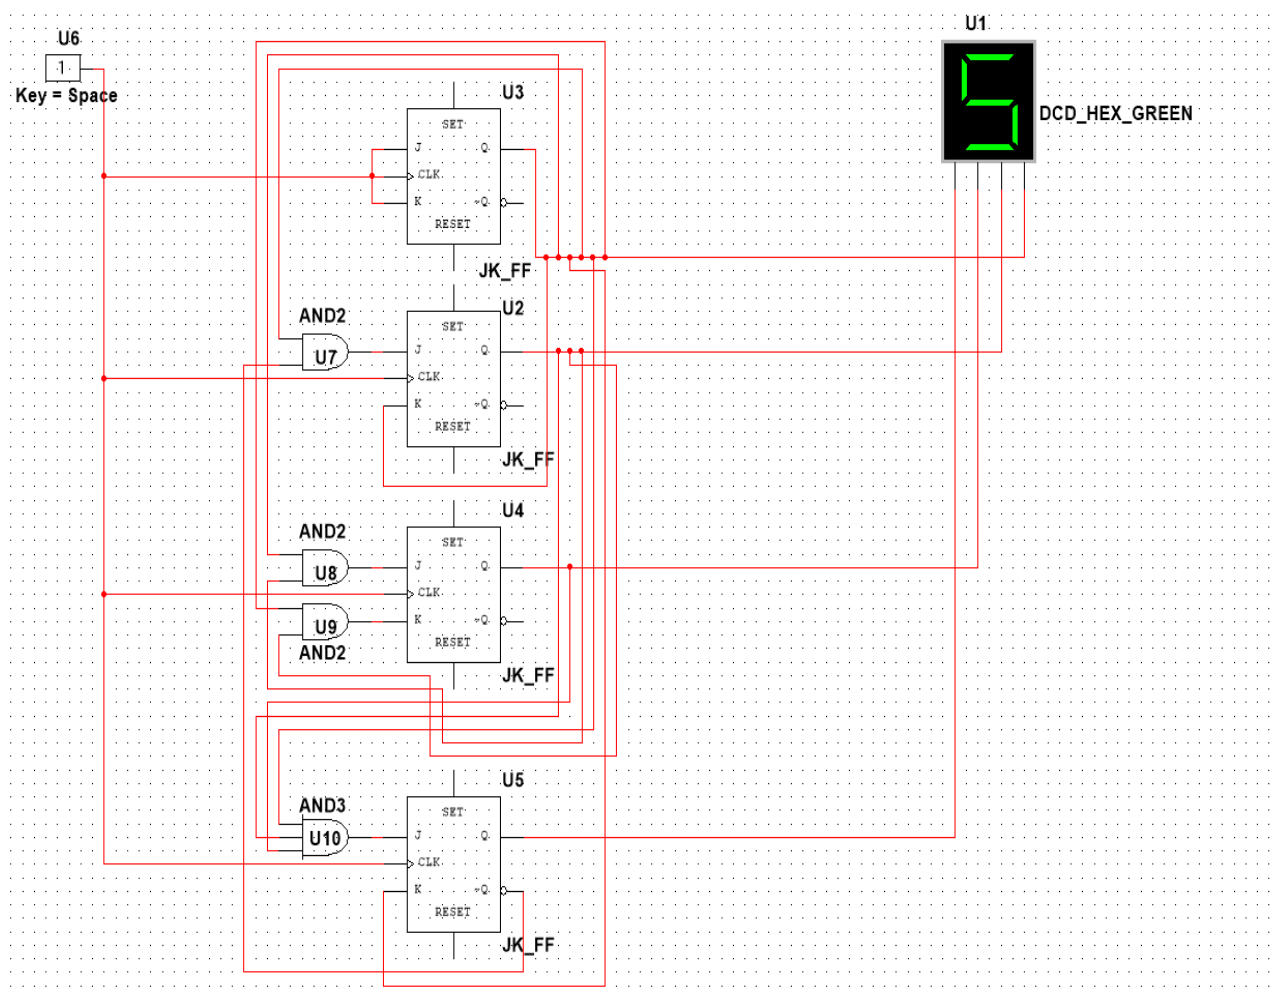 U1
U6
1
Key = Space
5
DCD_HEX_GREEN
U3
SET
J Q
CLK
K ~Q
RESET
JK_FF
U2
AND2
SET
U7
J Q
CLK
K ~Q
RESET
JK_FF
U4
AND2
SET
U8
J Q
CLK
U9
K ~Q
RESET
AND2
JK_FF
U5
AND3
SET
U10
J Q
CLK
K ~Q
RESET
JK_FF